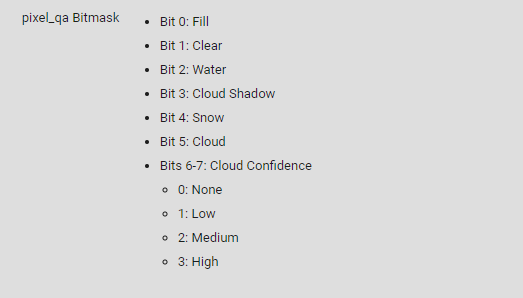 pixel_qa Bitmask
Bit 0: Fill
Bit 1: Clear
Bit 2: Water
Bit 3: Cloud Shadow
Bit 4: Snow
Bit 5: Cloud
Bits 6-7: Cloud Confidence
0: None
1: Low
2: Medium
3: High